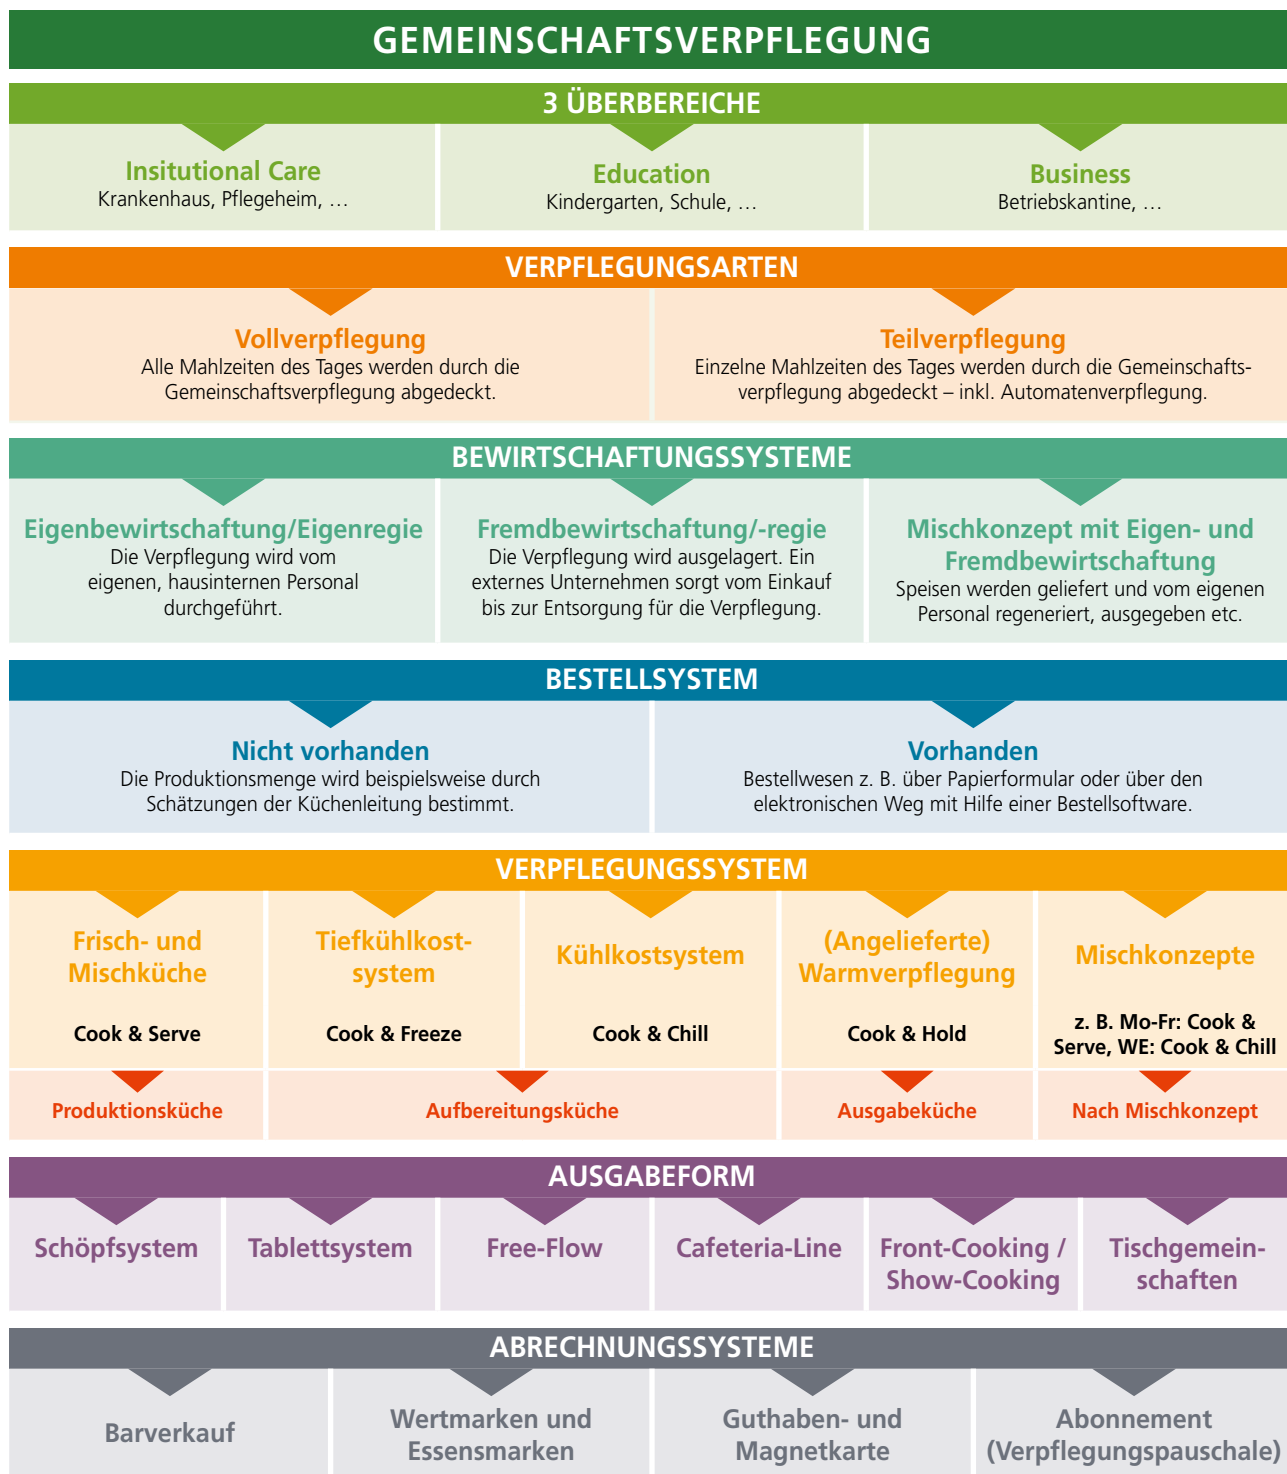 GEMEINSCHAFTSVERPFLEGUNG
3 ÜBERBEREICHE
Insitutional Care
Krankenhaus, Pflegeheim, …
Education
Kindergarten, Schule, …
Business
Betriebskantine, …
VERPFLEGUNGSARTEN
Vollverpflegung
Alle Mahlzeiten des Tages werden durch die
Gemeinschaftsverpflegung abgedeckt.
Teilverpflegung
Einzelne Mahlzeiten des Tages werden durch die Gemeinschafts-
verpflegung abgedeckt – inkl. Automatenverpflegung.
BEWIRTSCHAFTUNGSSYSTEME
Eigenbewirtschaftung/Eigenregie
Die Verpflegung wird vom
eigenen, hausinternen Personal
durchgeführt.
Fremdbewirtschaftung/-regie
Die Verpflegung wird ausgelagert. Ein
externes Unternehmen sorgt vom Einkauf
bis zur Entsorgung für die Verpflegung.
Mischkonzept mit Eigen- und
Fremdbewirtschaftung
Speisen werden geliefert und vom eigenen
Personal regeneriert, ausgegeben etc.
BESTELLSYSTEM
Nicht vorhanden
Die Produktionsmenge wird beispielsweise durch
Schätzungen der Küchenleitung bestimmt.
Vorhanden
Bestellwesen z. B. über Papierformular oder über den
elektronischen Weg mit Hilfe einer Bestellsoftware.
VERPFLEGUNGSSYSTEM
Frisch- und
Mischküche
Cook & Serve
Tiefkühlkost-
system
Cook & Freeze
Kühlkostsystem
Cook & Chill
(Angelieferte)
Warmverpflegung
Cook & Hold
Mischkonzepte
z. B. Mo-Fr: Cook &
Serve, WE: Cook & Chill
Produktionsküche
Aufbereitungsküche
Ausgabeküche
Nach Mischkonzept
AUSGABEFORM
Schöpfsystem
Tablettsystem
Free-Flow
Cafeteria-Line
Front-Cooking /
Show-Cooking
Tischgemein-
schaften
ABRECHNUNGSSYSTEME
Barverkauf
Wertmarken und
Essensmarken
Guthaben- und
Magnetkarte
Abonnement
(Verpflegungspauschale)